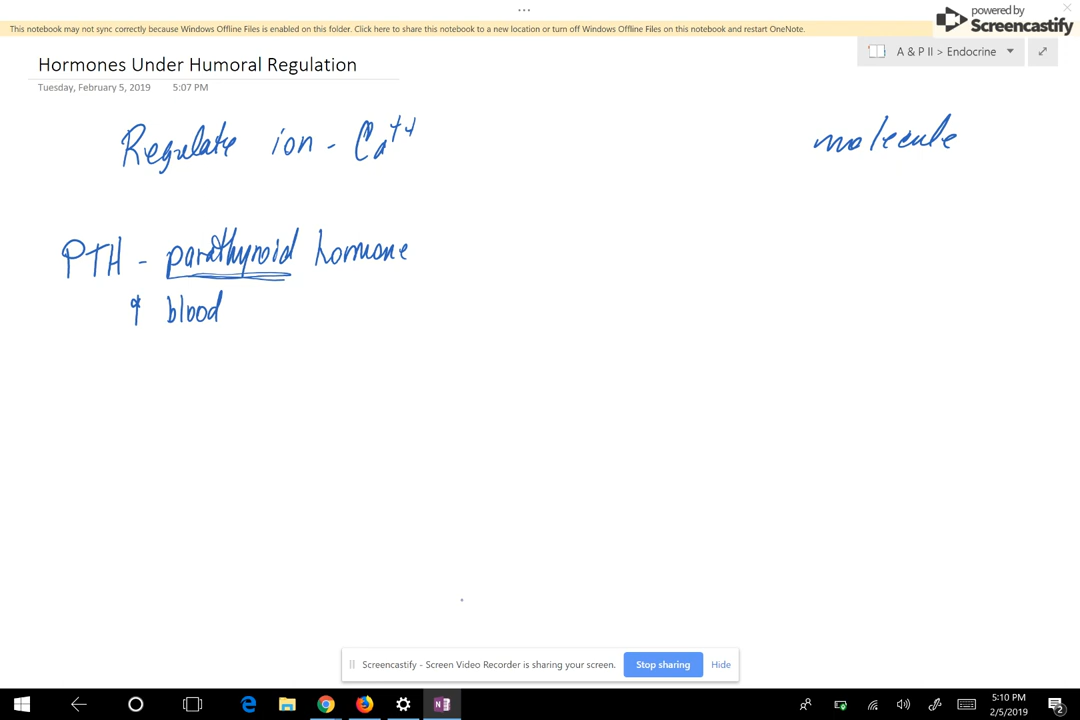 powered by
Screencastify
This notebook may not sync correctly because Windows Offline Files is enabled on this folder. Click here to share this notebook to a new location or turn off Windows Offline Files on this notebook and restart OneNote.
A & P II > Endocrine
Hormones Under Humoral Regulation
Tuesday, February 5, 2019 5:07 PM
Regulate ion - Ca++
molecule
PTH - parathyroid hormone
blood
Screencastify - Screen Video Recorder is sharing your screen.
Stop sharing
Hide
5:10 PM
2/5/2019
2